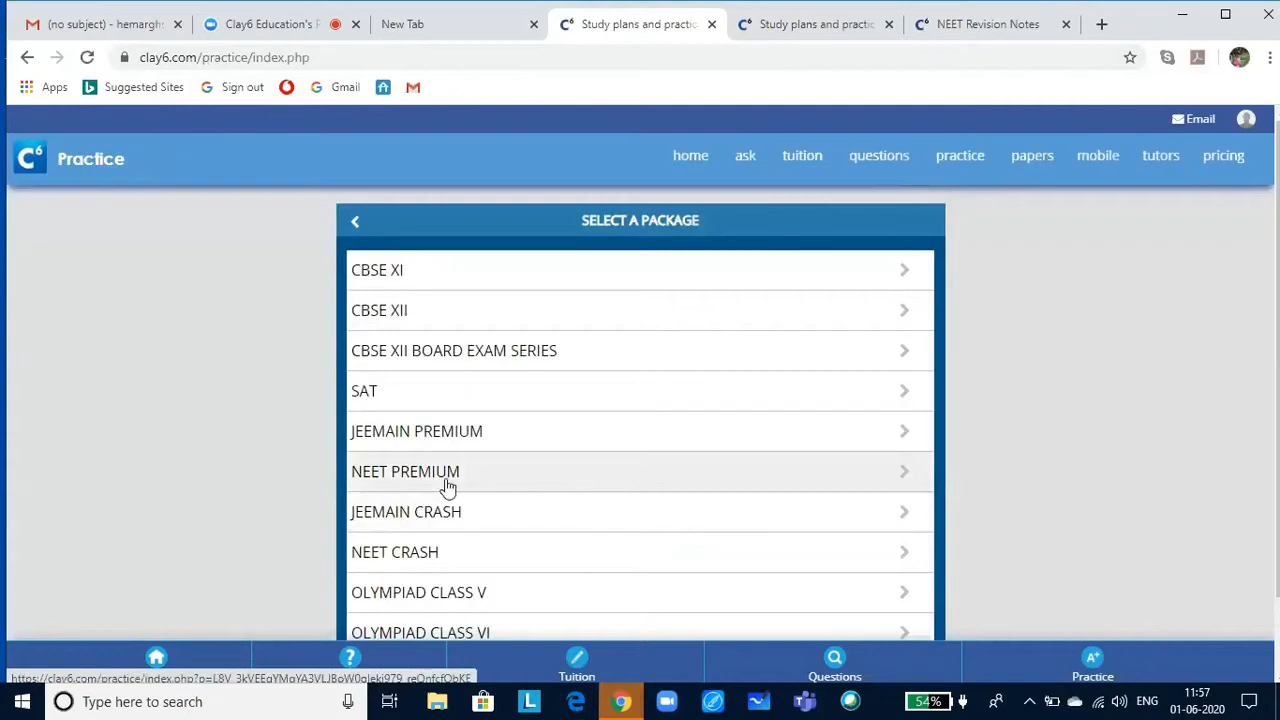 (no subject) - hemarghs
Clay6 Education's P
New Tab
Study plans and practic
Study plans and practic
NEET Revision Notes
clay6.com/practice/index.php
Apps
Suggested Sites
Sign out
Gmail
Email
C6 Practice
home
ask
tuition
questions
practice
papers
mobile
tutors
pricing
SELECT A PACKAGE
CBSE XI
CBSE XII
CBSE XII BOARD EXAM SERIES
SAT
JEEMAIN PREMIUM
NEET PREMIUM
JEEMAIN CRASH
NEET CRASH
OLYMPIAD CLASS V
OLYMPIAD CLASS VI
Tuition
Questions
Practice
Type here to search
54%
ENG
11:57
01-06-2020